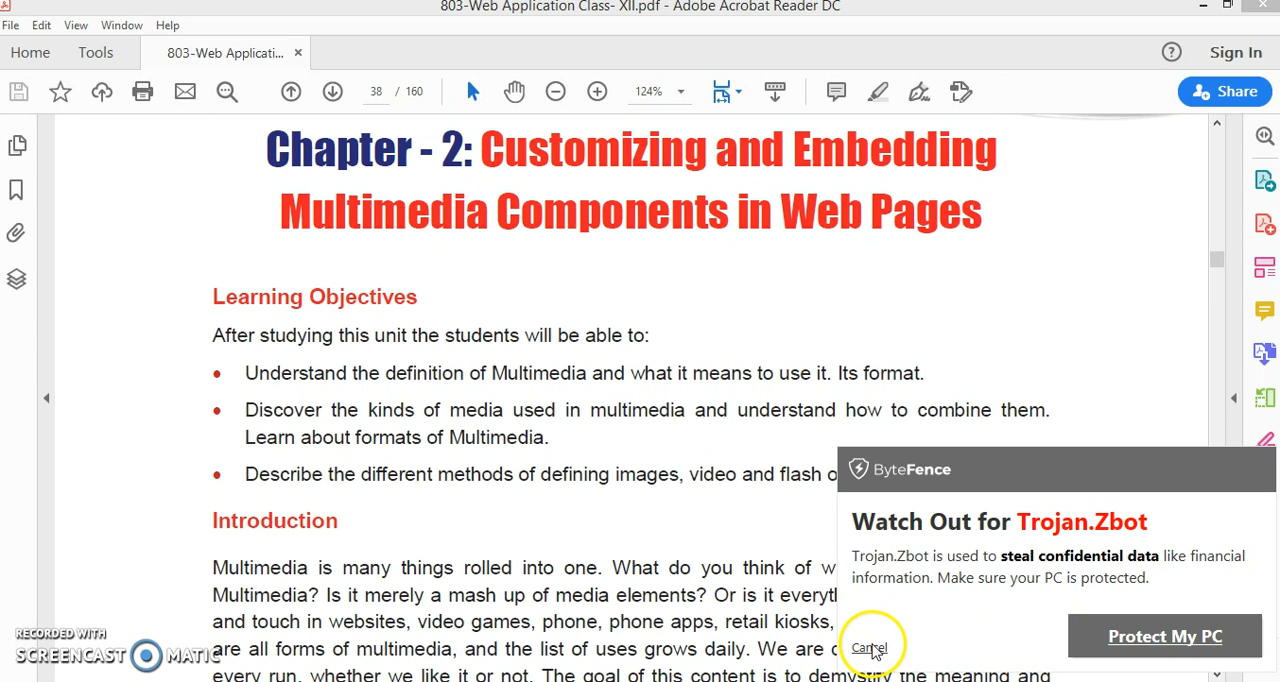 803-Web Application Class- XII.pdf - Adobe Acrobat Reader DC
File Edit View Window Help
Home Tools 803-Web Applicati... × Sign In
38 / 160 124% Share
Chapter - 2: Customizing and Embedding
Multimedia Components in Web Pages
Learning Objectives
After studying this unit the students will be able to:
• Understand the definition of Multimedia and what it means to use it. Its format.
• Discover the kinds of media used in multimedia and understand how to combine them.
Learn about formats of Multimedia.
• Describe the different methods of defining images, video and flash
Introduction
Multimedia is many things rolled into one. What do you think of
Multimedia? Is it merely a mash up of media elements? Or is it
and touch in websites, video games, phone, phone apps, retail kiosks,
are all forms of multimedia, and the list of uses grows daily. We are
every run, whether we like it or not. The goal of this content is to demystify the meaning and
ByteFence
Watch Out for Trojan.Zbot
Trojan.Zbot is used to steal confidential data like financial
information. Make sure your PC is protected.
Cancel
Protect My PC
RECORDED WITH
SCREENCAST MATIC